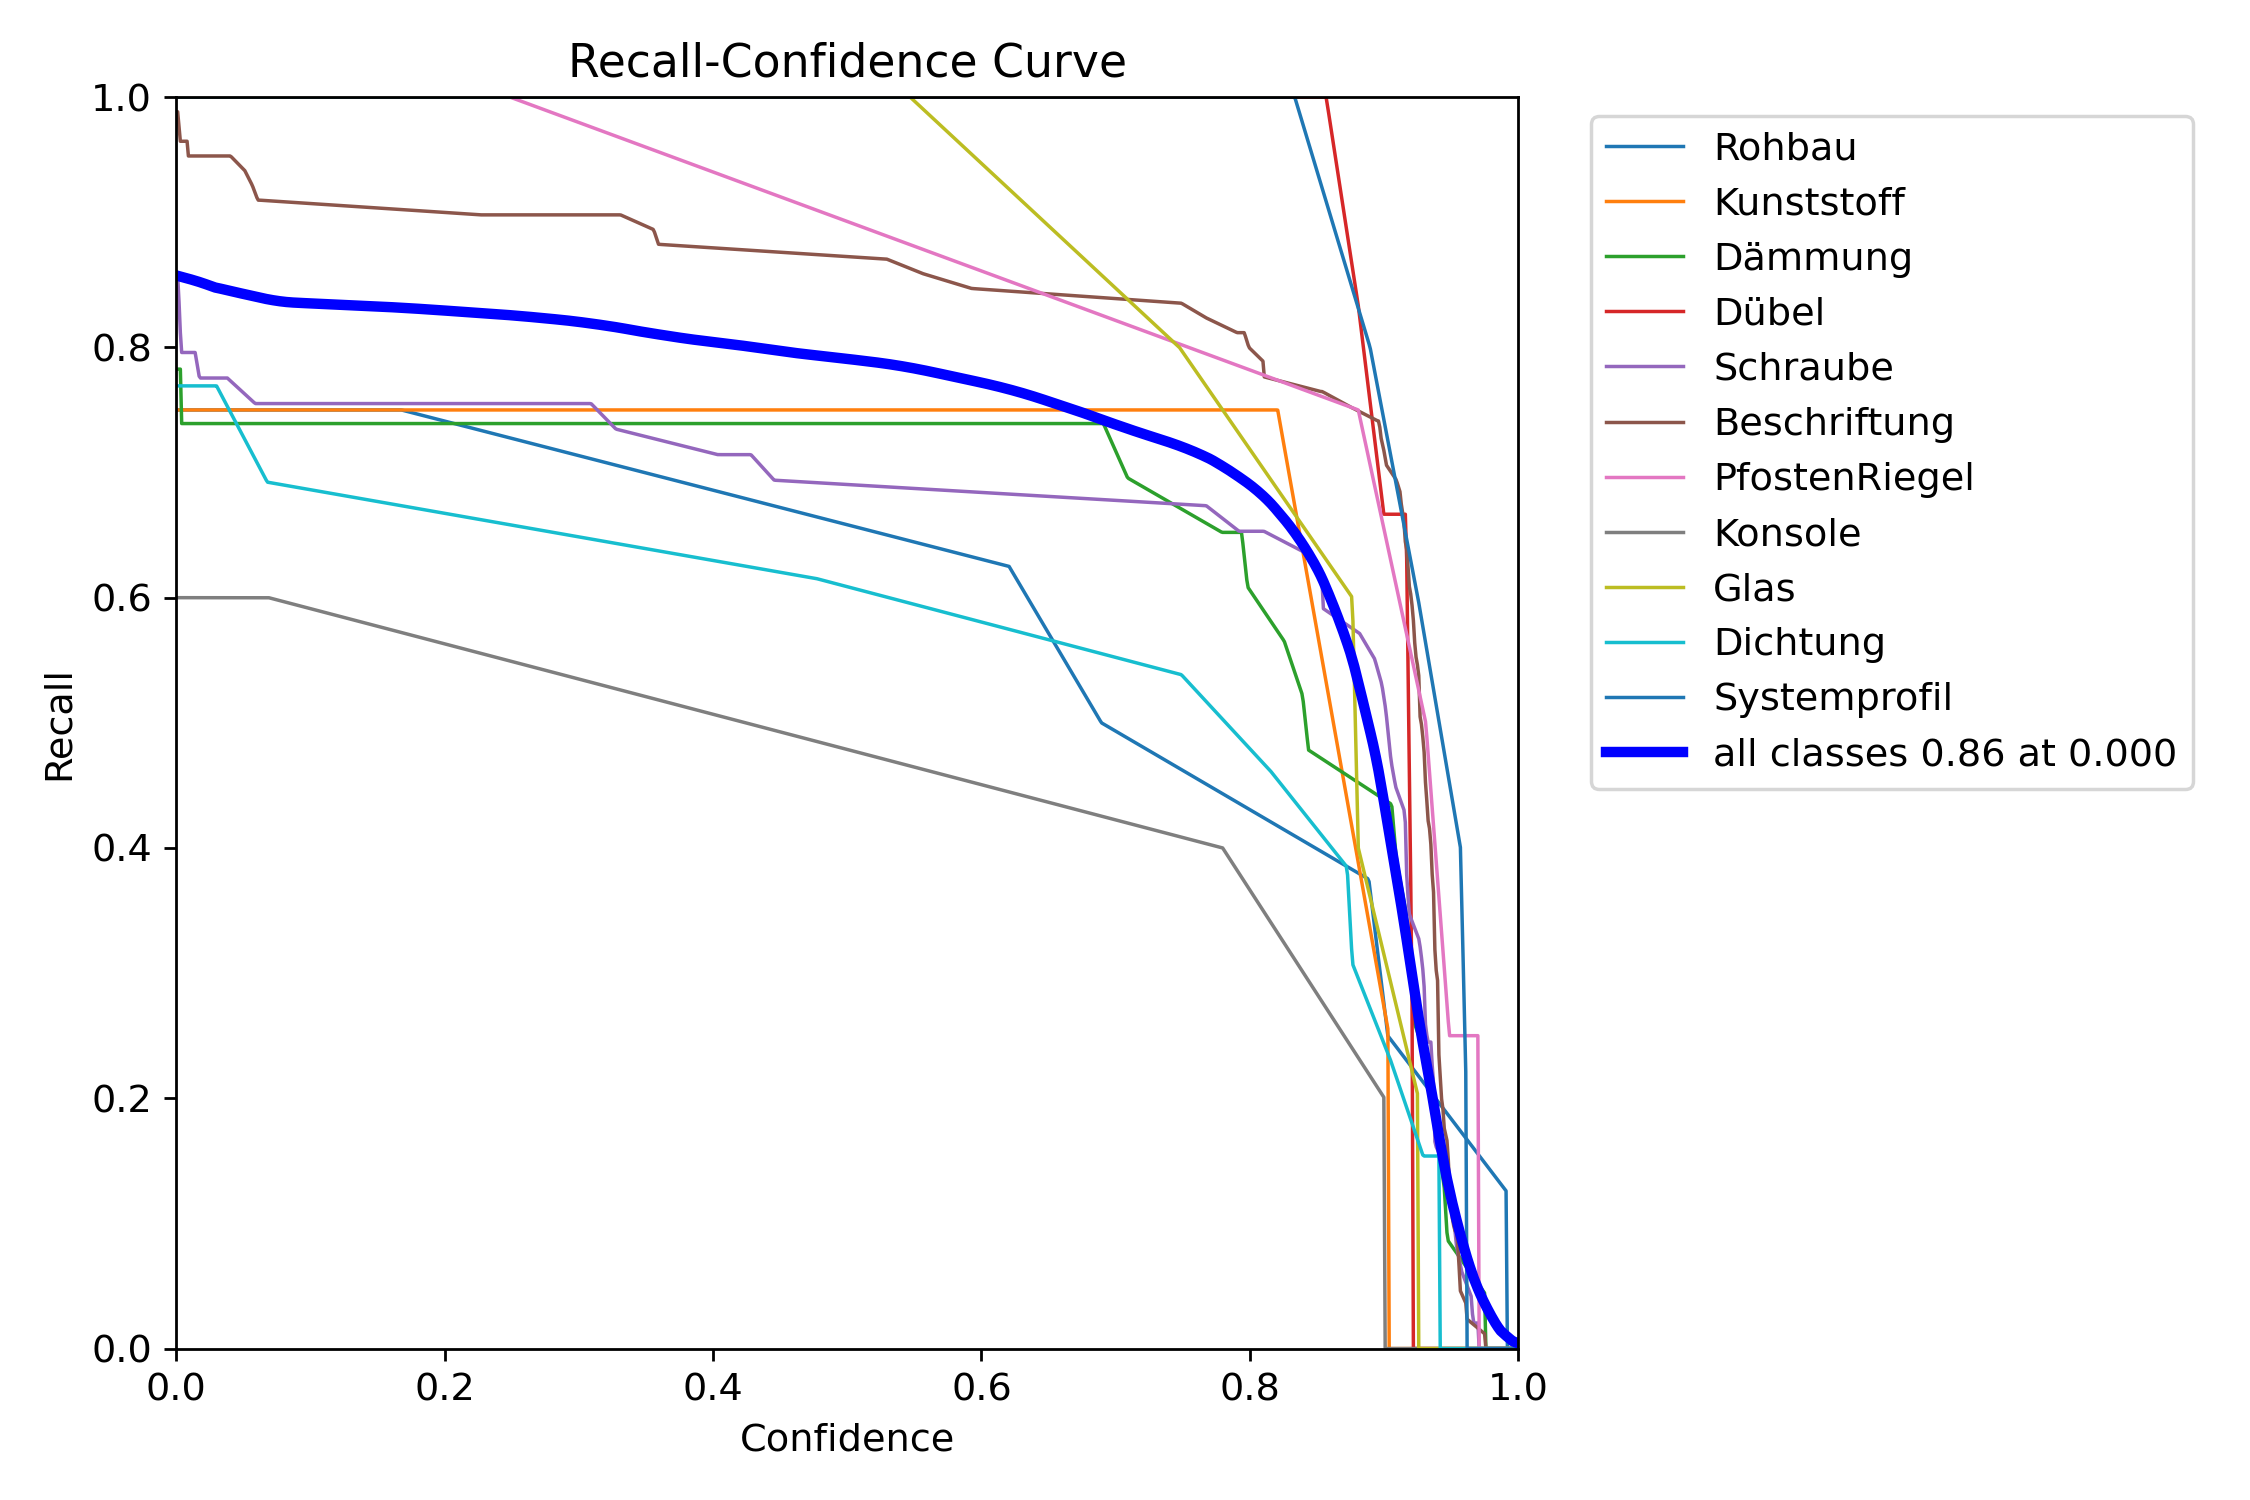 Recall-Confidence Curve
1.0
0.8
0.6
0.4
0.2
0.0
Recall
0.0 0.2 0.4 0.6 0.8 1.0
Confidence
Rohbau
Kunststoff
Dämmung
Dübel
Schraube
Beschriftung
PfostenRiegel
Konsole
Glas
Dichtung
Systemprofil
all classes 0.86 at 0.000